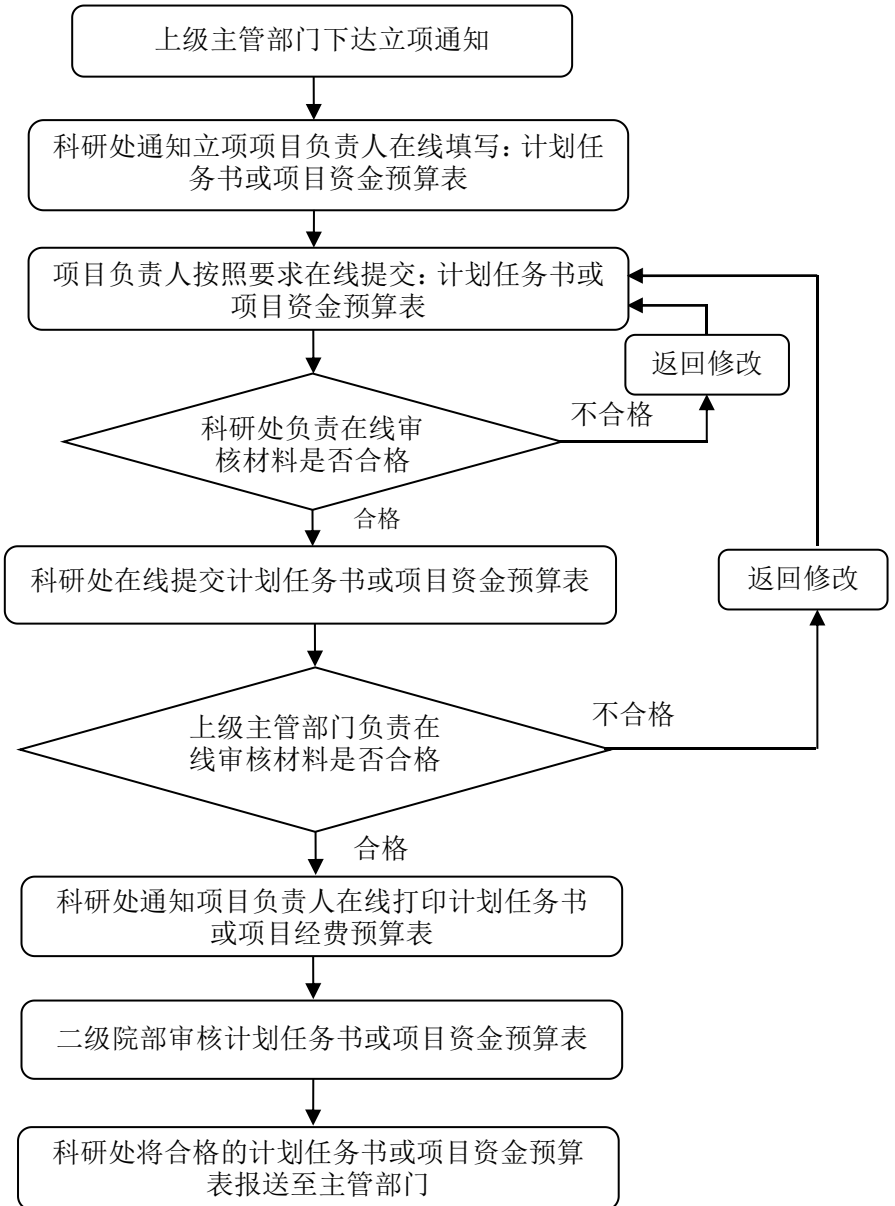 上级主管部门下达立项通知
科研处通知立项项目负责人在线填写：计划任
务书或项目资金预算表
项目负责人按照要求在线提交：计划任务书或
项目资金预算表
返回修改
科研处负责在线审
核材料是否合格
不合格
合格
科研处在线提交计划任务书或项目资金预算表
返回修改
上级主管部门负责在
线审核材料是否合格
不合格
合格
科研处通知项目负责人在线打印计划任务书
或项目经费预算表
二级院部审核计划任务书或项目资金预算表
科研处将合格的计划任务书或项目资金预算
表报送至主管部门